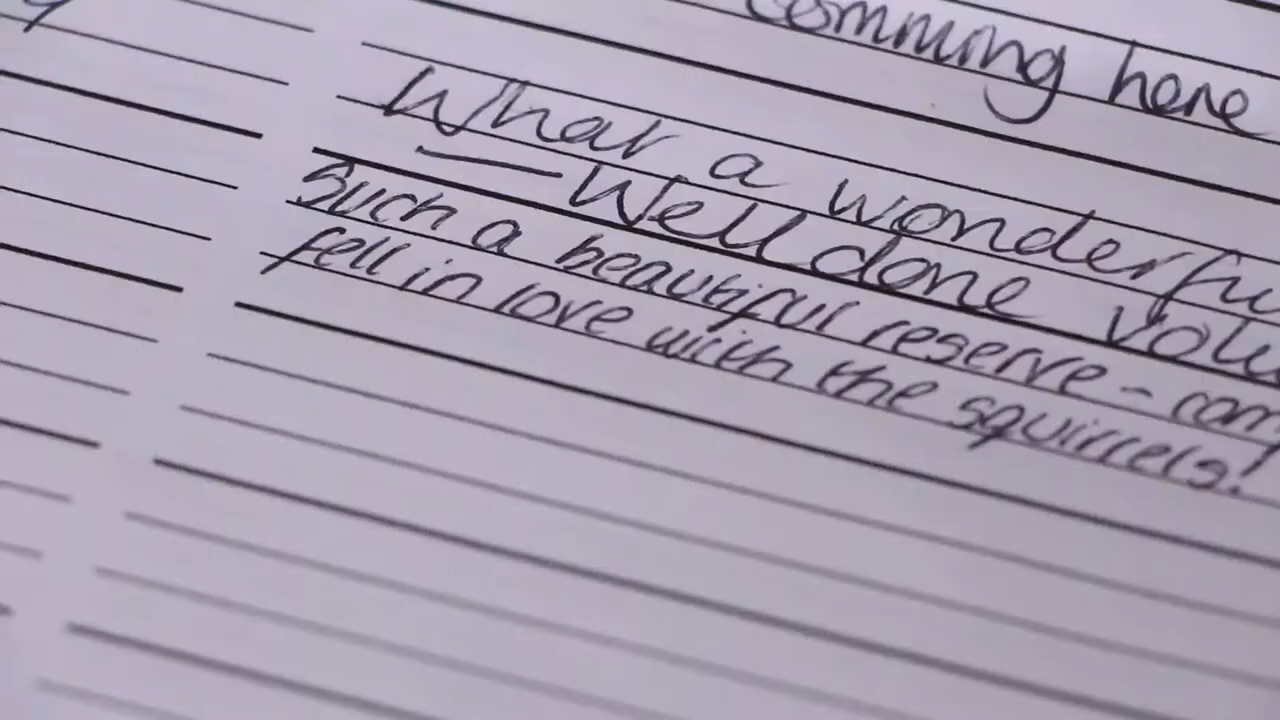 comming here
What a wonderfu
— Well done volu
Such a beautiful reserve - com
fell in love with the squirrels!